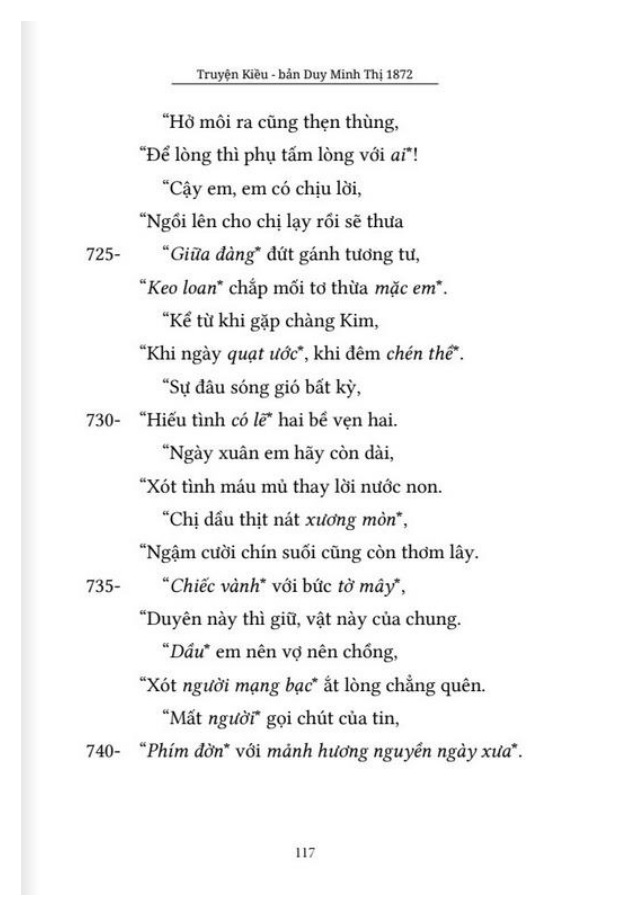 Truyện Kiều - bản Duy Minh Thị 1872
“Hở môi ra cũng thẹn thùng,
“Để lòng thì phụ tấm lòng với ai*!
“Cậy em, em có chịu lời,
“Ngồi lên cho chị lạy rồi sẽ thưa
725- “Giữa đàng* đứt gánh tương tư,
“Keo loan* chắp mối tơ thừa mặc em*.
“Kể từ khi gặp chàng Kim,
“Khi ngày quạt ước*, khi đêm chén thề*.
“Sự đâu sóng gió bất kỳ,
730- “Hiếu tình có lẽ* hai bề vẹn hai.
“Ngày xuân em hãy còn dài,
“Xót tình máu mủ thay lời nước non.
“Chị dầu thịt nát xương mòn*,
“Ngậm cười chín suối cũng còn thơm lây.
735- “Chiếc vành* với bức tờ mây*,
“Duyên này thì giữ, vật này của chung.
“Dầu* em nên vợ nên chồng,
“Xót người mạng bạc* ắt lòng chẳng quên.
“Mất người* gọi chút của tin,
740- “Phím đờn* với mảnh hương nguyền ngày xưa*.
117